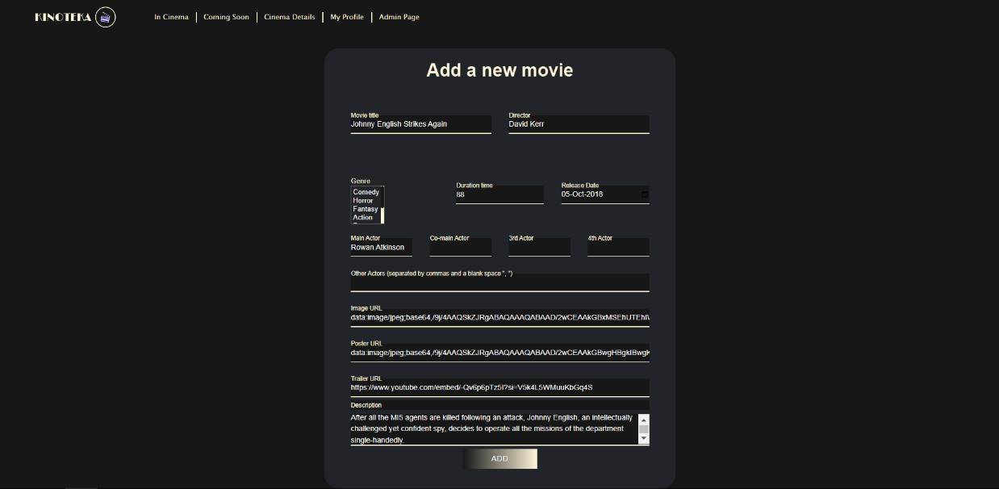 KINOTEKA
In Cinema
Coming Soon
Cinema Details
My Profile
Admin Page
Add a new movie
Movie title
Johnny English Strikes Again
Director
David Kerr
Genre
Comedy
Horror
Fantasy
Action
Duration time
88
Release Date
05-Oct-2018
Main Actor
Rowan Atkinson
Co-main Actor
3rd Actor
4th Actor
Other Actors (separated by commas and a blank space ", ")
Image URL
data:image/jpeg;base64,/9j/4AAQSkZJRgABAQAAAQABAAD/2wCEAAkGBxMSEhUTEhIV
Poster URL
data:image/jpeg;base64,/9j/4AAQSkZJRgABAQAAAQABAAD/2wCEAAkGBwgHBgkIBwgK
Trailer URL
https://www.youtube.com/embed/-Qv6p6pTz5I?si=V5k4L5WMuuKbGq4S
Description
After all the MI5 agents are killed following an attack, Johnny English, an intellectually
challenged yet confident spy, decides to operate all the missions of the department
single-handedly.
ADD